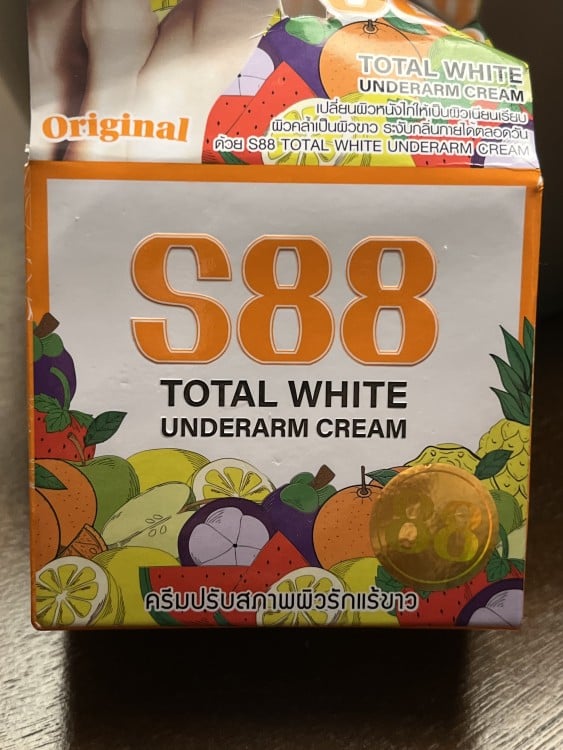 TOTAL WHITE
UNDERARM CREAM
เปลี่ยนผิวหนังไก่ให้เป็นผิวเนียนเรียบ
Original
ผิวคล้ำเป็นผิวขาว ระงับกลิ่นกายได้ตลอดวัน
ด้วย S88 TOTAL WHITE UNDERARM CREAM
S88
TOTAL WHITE
UNDERARM CREAM
88
ครีมปรับสภาพผิวรักแร้ขาว